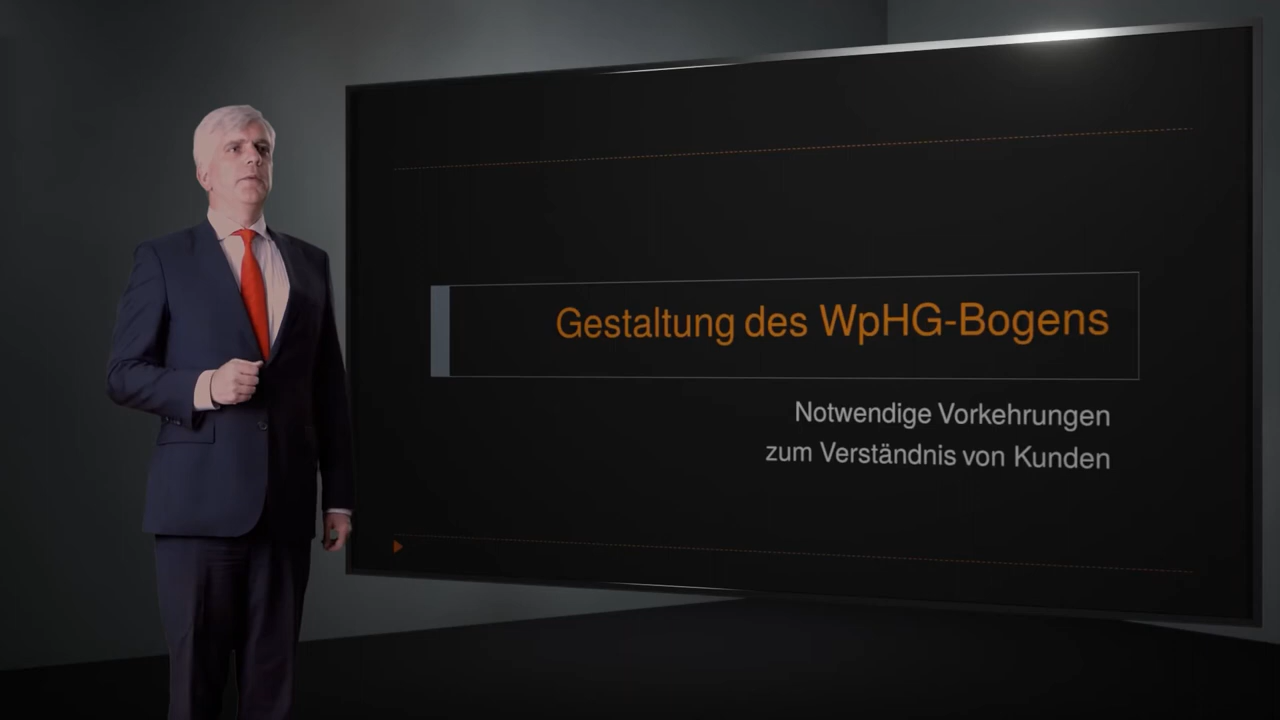 Gestaltung des WpHG-Bogens
Notwendige Vorkehrungen
zum Verständnis von Kunden